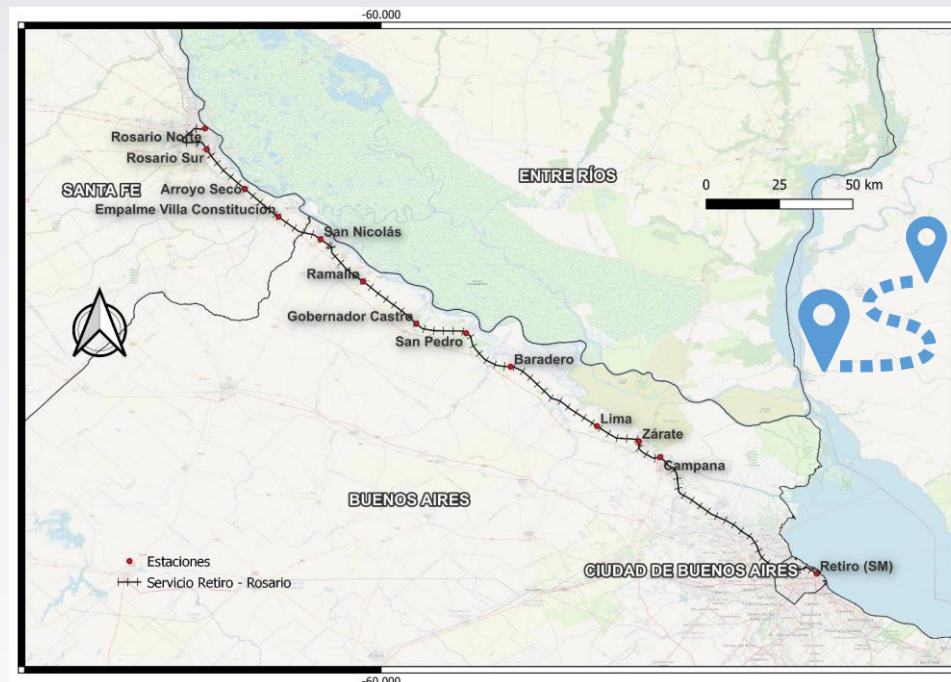 -60.000
Rosario Norte
Rosario Sur
SANTA FE
Arroyo Seco
Empalme Villa Constitución
ENTRE RÍOS
0 25 50 km
San Nicolás
Ramallo
Gobernador Castro
San Pedro
Baradero
Lima
Zárate
Campana
BUENOS AIRES
Estaciones
Servicio Retiro - Rosario
CIUDAD DE BUENOS AIRES
Retiro (SM)
-60.000